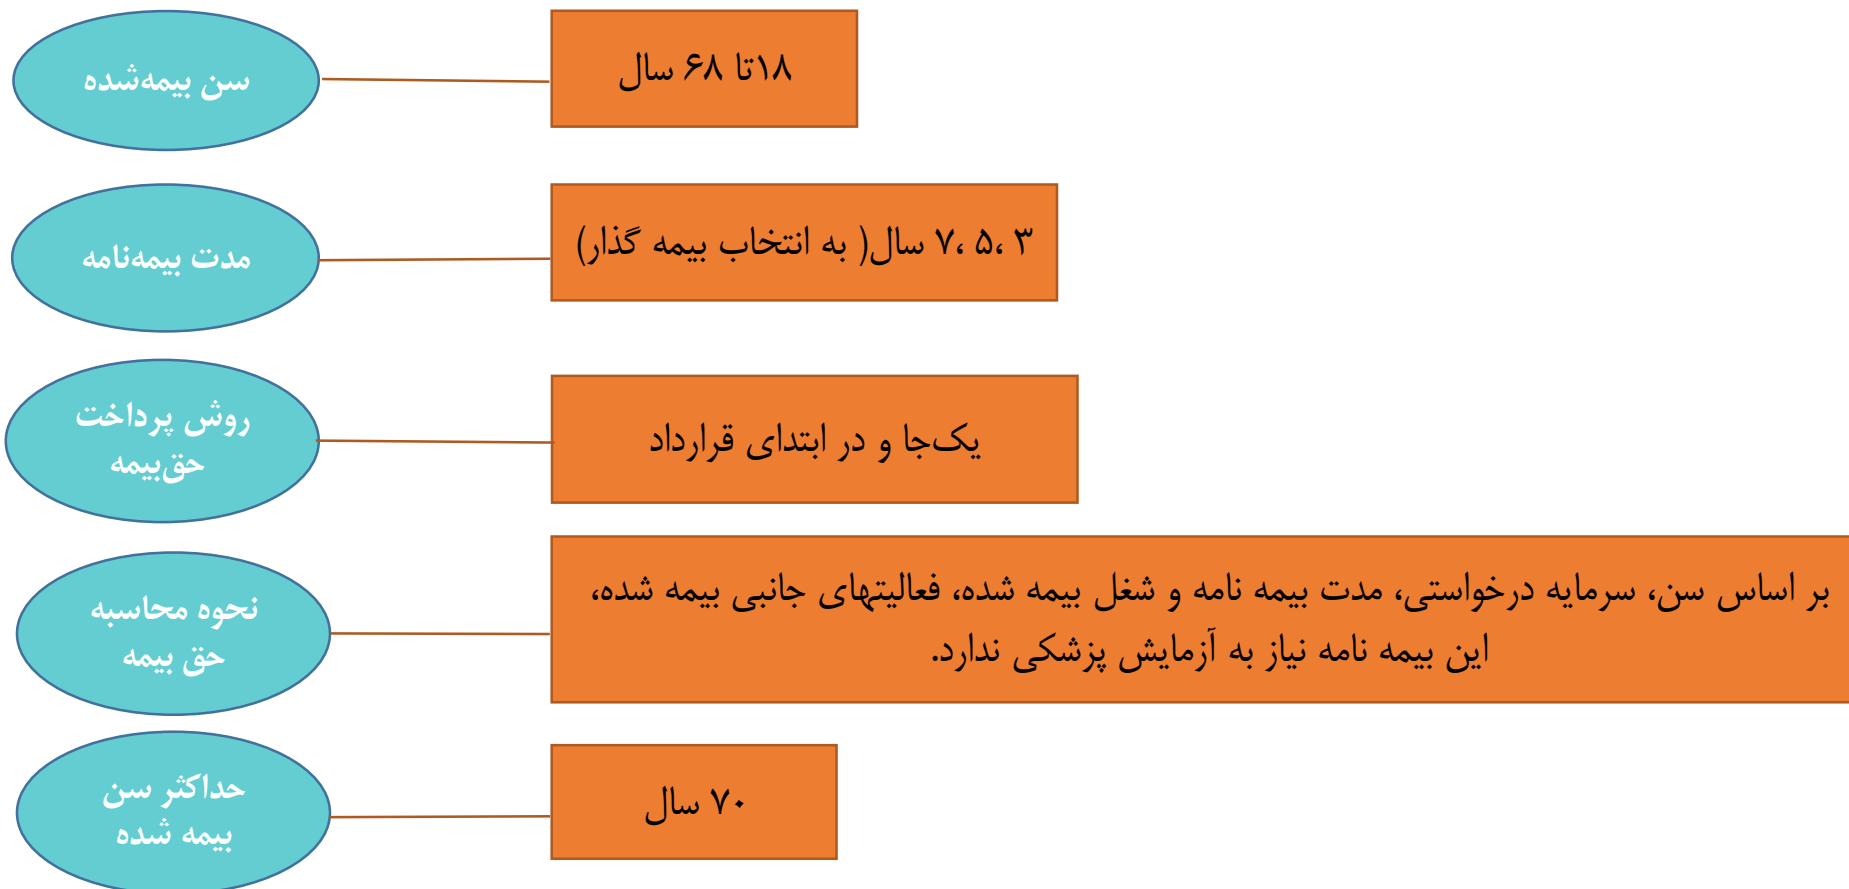 سن بیمه‌شده
۱۸تا ۶۸ سال
مدت بیمه‌نامه
۳ ،۵ ،۷ سال( به انتخاب بیمه گذار)
روش پرداخت
حق‌بیمه
یک‌جا و در ابتدای قرارداد
نحوه محاسبه
حق بیمه
بر اساس سن، سرمایه درخواستی، مدت بیمه نامه و شغل بیمه شده، فعالیتهای جانبی بیمه شده،
این بیمه نامه نیاز به آزمایش پزشکی ندارد.
حداکثر سن
بیمه شده
۷۰ سال